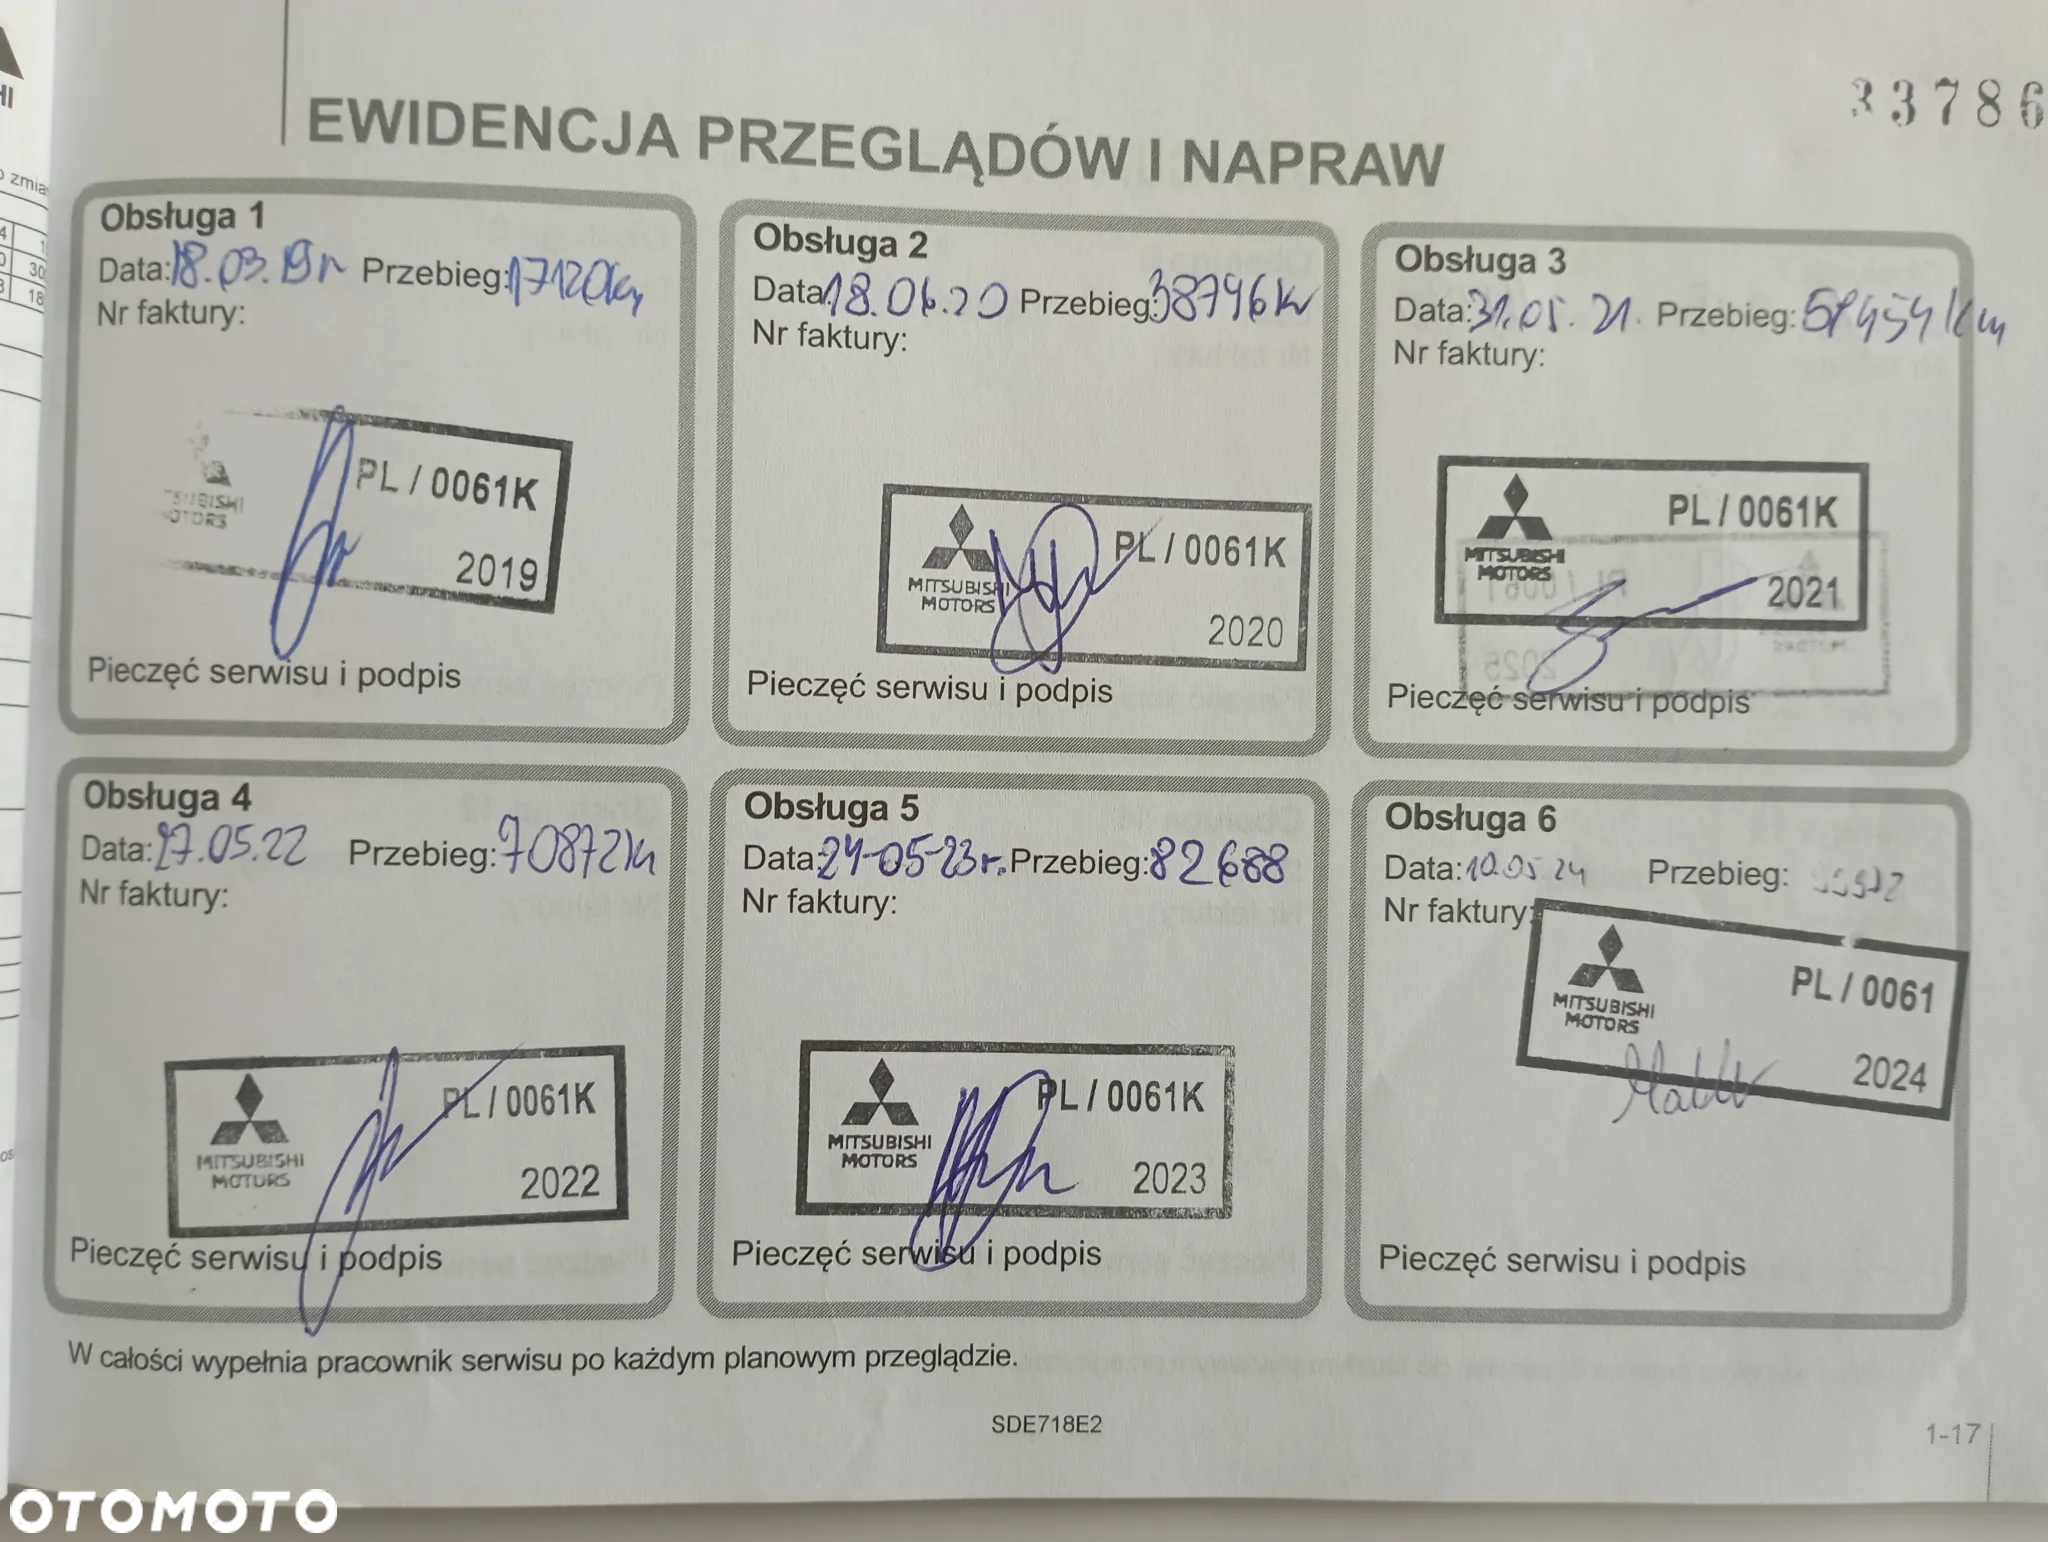 33786
EWIDENCJA PRZEGLĄDÓW I NAPRAW
Obsługa 1
Data: 18.03.19r Przebieg: 17120km
Nr faktury:
PL / 0061K
MOTORS
2019
Pieczęć serwisu i podpis
Obsługa 2
Data: 18.06.20 Przebieg: 38796km
Nr faktury:
PL / 0061K
MITSUBISHI
MOTORS
2020
Pieczęć serwisu i podpis
Obsługa 3
Data: 31.05.21. Przebieg: 58454km
Nr faktury:
PL / 0061K
MITSUBISHI
MOTORS
2021
Pieczęć serwisu i podpis
Obsługa 4
Data: 27.05.22 Przebieg: 70872km
Nr faktury:
PL / 0061K
MITSUBISHI
MOTORS
2022
Pieczęć serwisu i podpis
Obsługa 5
Data: 24-05-23r. Przebieg: 82688
Nr faktury:
PL / 0061K
MITSUBISHI
MOTORS
2023
Pieczęć serwisu i podpis
Obsługa 6
Data: 10.05 24 Przebieg:
Nr faktury:
PL / 0061
MITSUBISHI
MOTORS
2024
Pieczęć serwisu i podpis
W całości wypełnia pracownik serwisu po każdym planowym przeglądzie.
SDE718E2
1-17
OTOMOTO